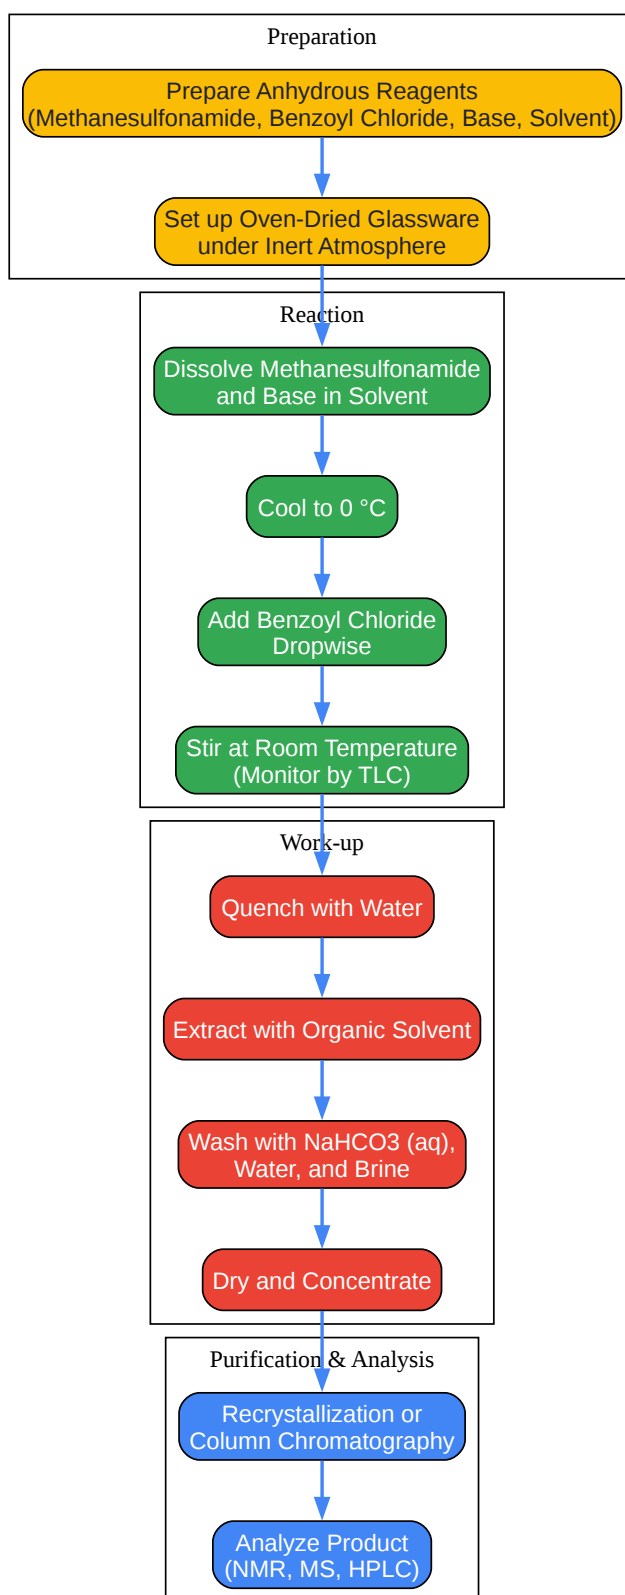 Preparation
Prepare Anhydrous Reagents
(Methanesulfonamide, Benzoyl Chloride, Base, Solvent)
Set up Oven-Dried Glassware
under Inert Atmosphere
Reaction
Dissolve Methanesulfonamide
and Base in Solvent
Cool to 0 °C
Add Benzoyl Chloride
Dropwise
Stir at Room Temperature
(Monitor by TLC)
Work-up
Quench with Water
Extract with Organic Solvent
Wash with NaHCO3 (aq),
Water, and Brine
Dry and Concentrate
Purification & Analysis
Recrystallization or
Column Chromatography
Analyze Product
(NMR, MS, HPLC)